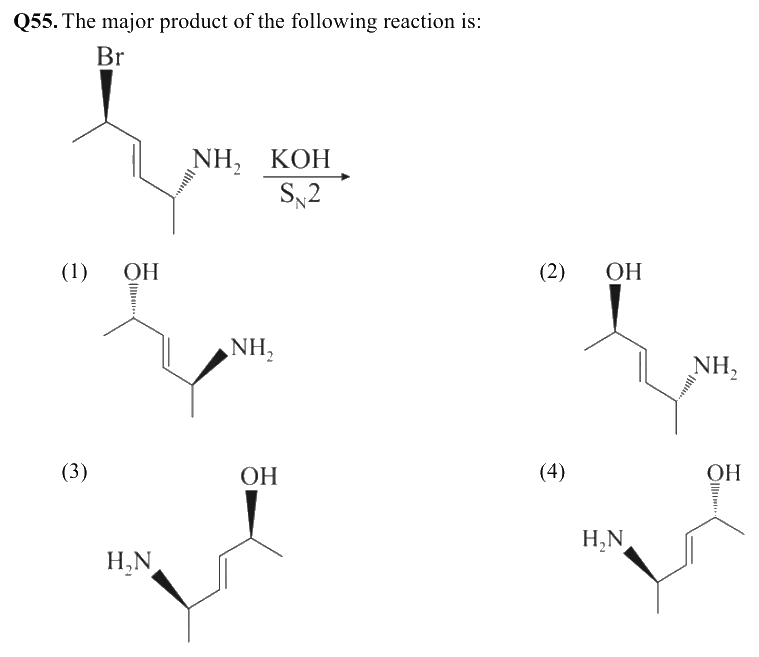 Q55. The major product of the following reaction is:
Br
NH₂ KOH
S_N2
(1) OH
NH₂
(2) OH
NH₂
(3) OH
H₂N
(4) OH
H₂N